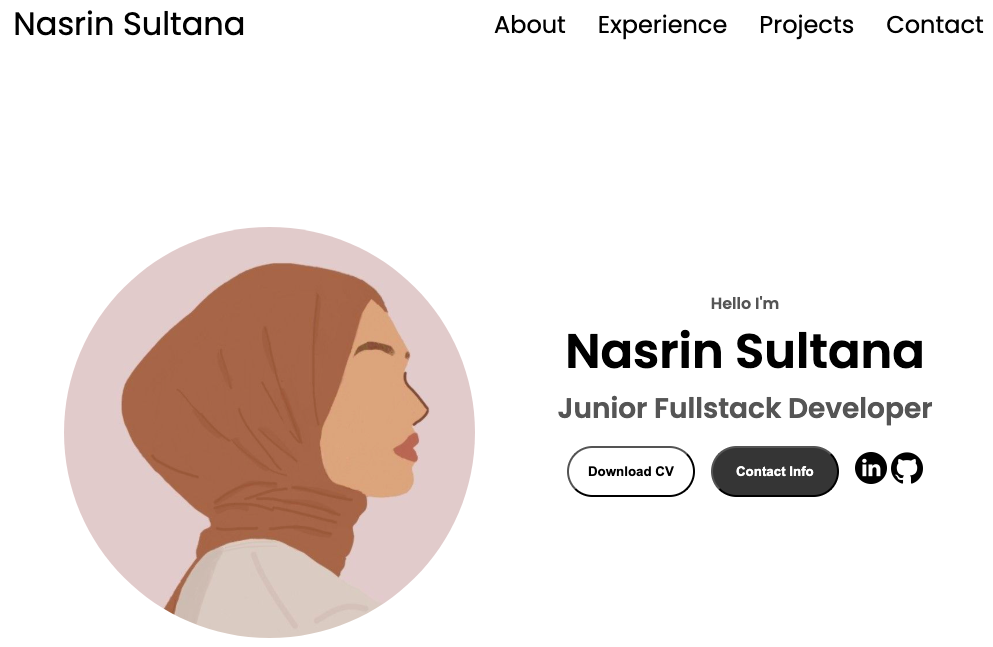 Nasrin Sultana
About Experience Projects Contact
Hello I'm
Nasrin Sultana
Junior Fullstack Developer
Download CV
Contact Info
in